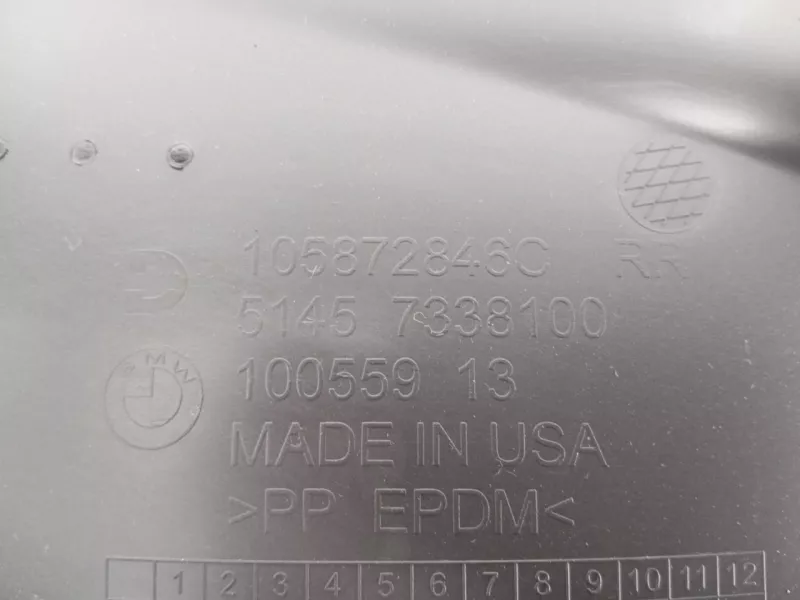 105872846C RR
5145 7338100
BMW
100559 13
MADE IN USA
>PP EPDM<
1 2 3 4 5 6 7 8 9 10 11 12